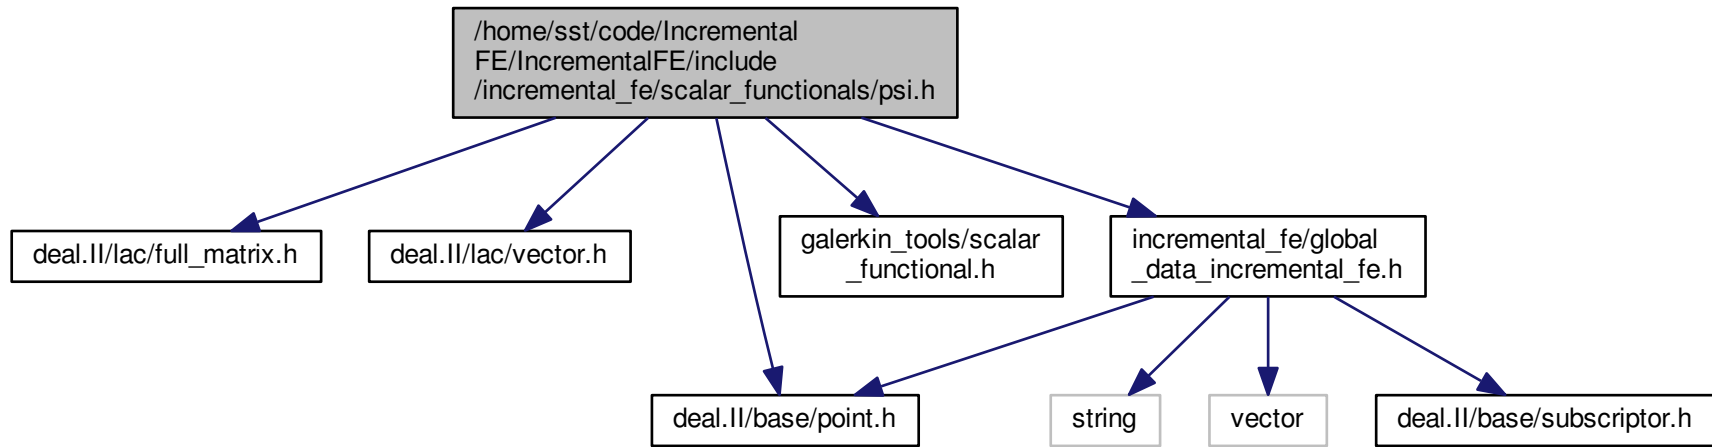 /home/sst/code/Incremental
FE/IncrementalFE/include
/incremental_fe/scalar_functionals/psi.h
deal.II/lac/full_matrix.h
deal.II/lac/vector.h
galerkin_tools/scalar
_functional.h
incremental_fe/global
_data_incremental_fe.h
deal.II/base/point.h
string
vector
deal.II/base/subscriptor.h